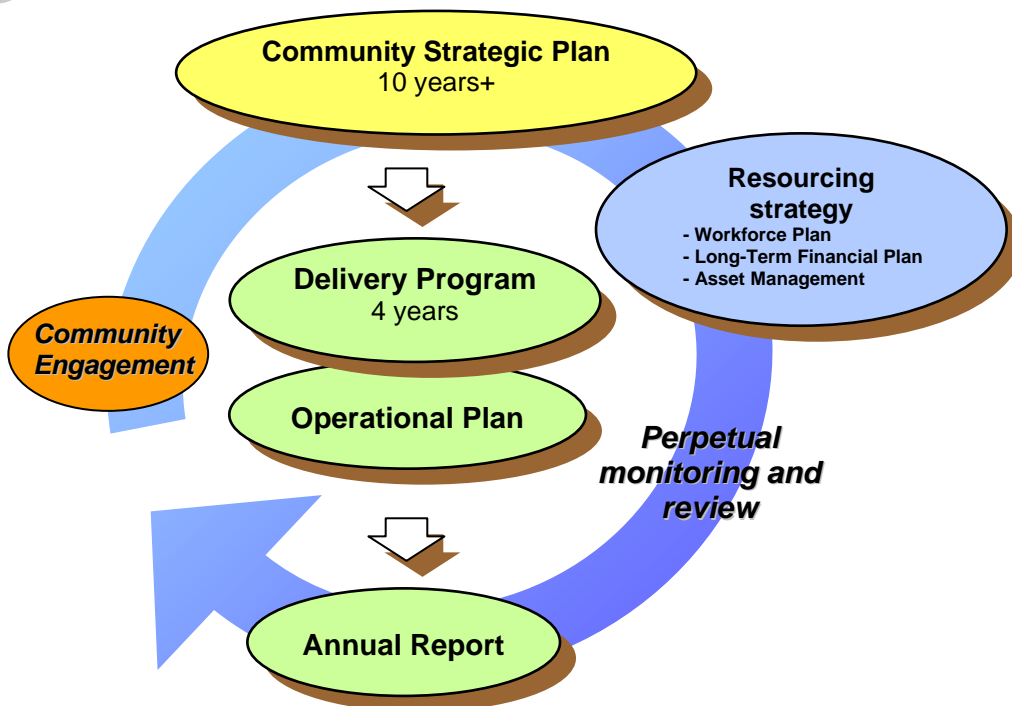 Community Strategic Plan
10 years+
Resourcing
strategy
- Workforce Plan
- Long-Term Financial Plan
- Asset Management
Delivery Program
4 years
Community
Engagement
Operational Plan
Perpetual
monitoring and
review
Annual Report